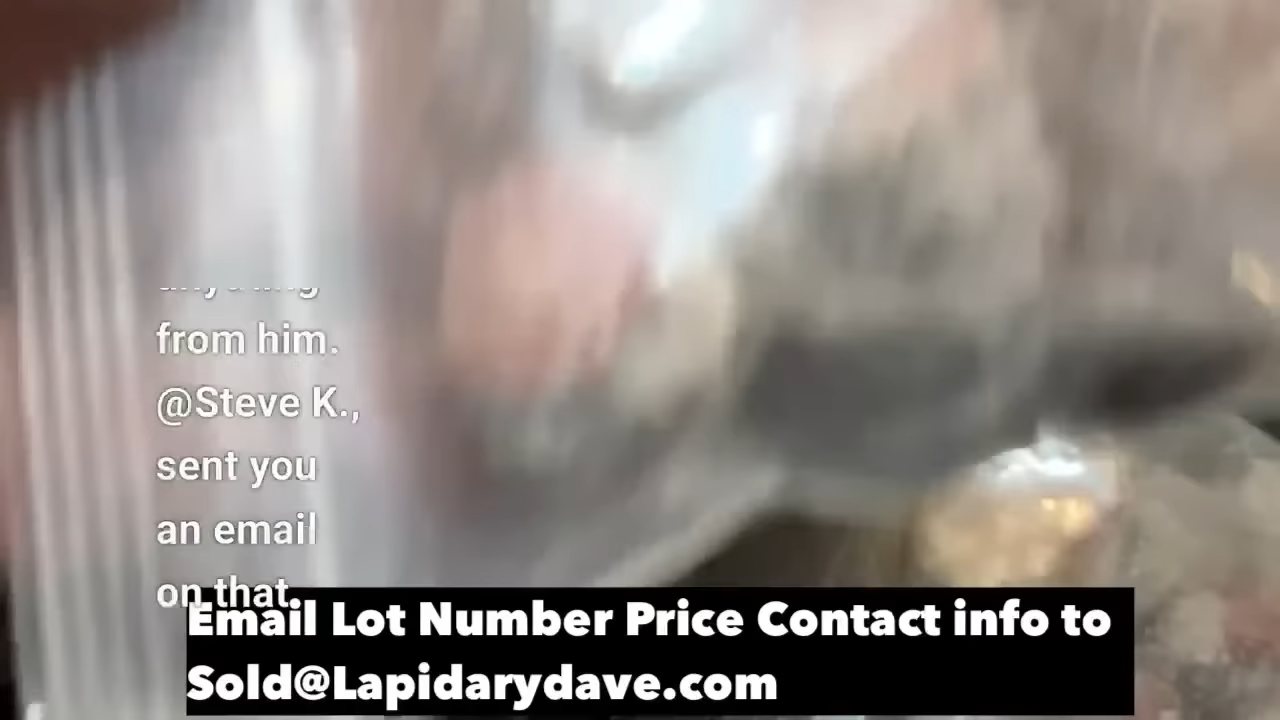 from him.
@Steve K.,
sent you
an email
on that.
Email Lot Number Price Contact info to
Sold@Lapidarydave.com